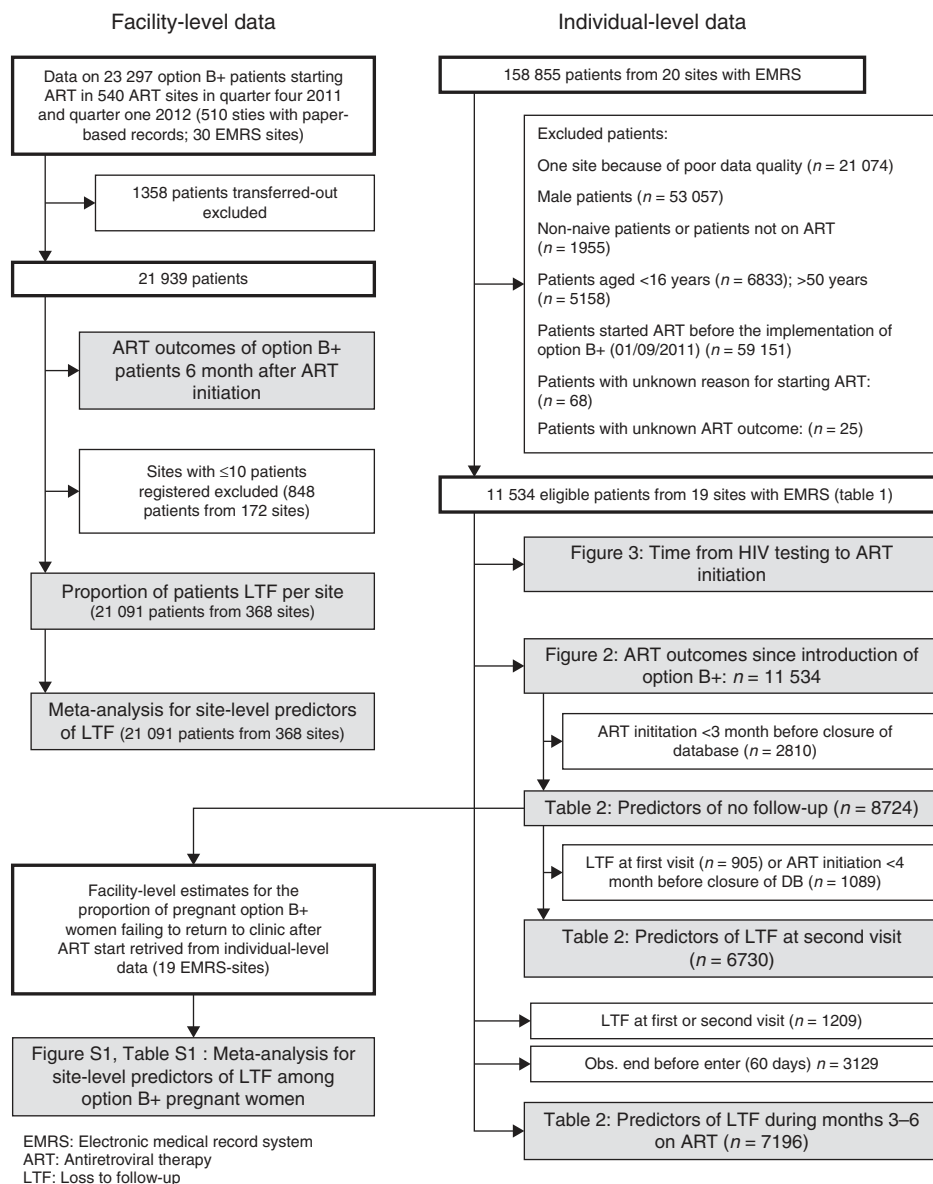 Facility-level data
Data on 23 297 option B+ patients starting
ART in 540 ART sites in quarter four 2011
and quarter one 2012 (510 sties with paper-
based records; 30 EMRS sites)
1358 patients transferred-out
excluded
21 939 patients
ART outcomes of option B+
patients 6 month after ART
initiation
Sites with ≤10 patients
registered excluded (848
patients from 172 sites)
Proportion of patients LTF per site
(21 091 patients from 368 sites)
Meta-analysis for site-level predictors
of LTF (21 091 patients from 368 sites)
Facility-level estimates for the
proportion of pregnant option B+
women failing to return to clinic after
ART start retrived from individual-level
data (19 EMRS-sites)
Figure S1, Table S1 : Meta-analysis for
site-level predictors of LTF among
option B+ pregnant women
EMRS: Electronic medical record system
ART: Antiretroviral therapy
LTF: Loss to follow-up
Individual-level data
158 855 patients from 20 sites with EMRS
Excluded patients:
One site because of poor data quality (n = 21 074)
Male patients (n = 53 057)
Non-naive patients or patients not on ART
(n = 1955)
Patients aged <16 years (n = 6833); >50 years
(n = 5158)
Patients started ART before the implementation of
option B+ (01/09/2011) (n = 59 151)
Patients with unknown reason for starting ART:
(n = 68)
Patients with unknown ART outcome: (n = 25)
11 534 eligible patients from 19 sites with EMRS (table 1)
Figure 3: Time from HIV testing to ART
initiation
Figure 2: ART outcomes since introduction of
option B+: n = 11 534
ART inititation <3 month before closure of
database (n = 2810)
Table 2: Predictors of no follow-up (n = 8724)
LTF at first visit (n = 905) or ART initiation <4
month before closure of DB (n = 1089)
Table 2: Predictors of LTF at second visit
(n = 6730)
LTF at first or second visit (n = 1209)
Obs. end before enter (60 days) n = 3129
Table 2: Predictors of LTF during months 3–6
on ART (n = 7196)